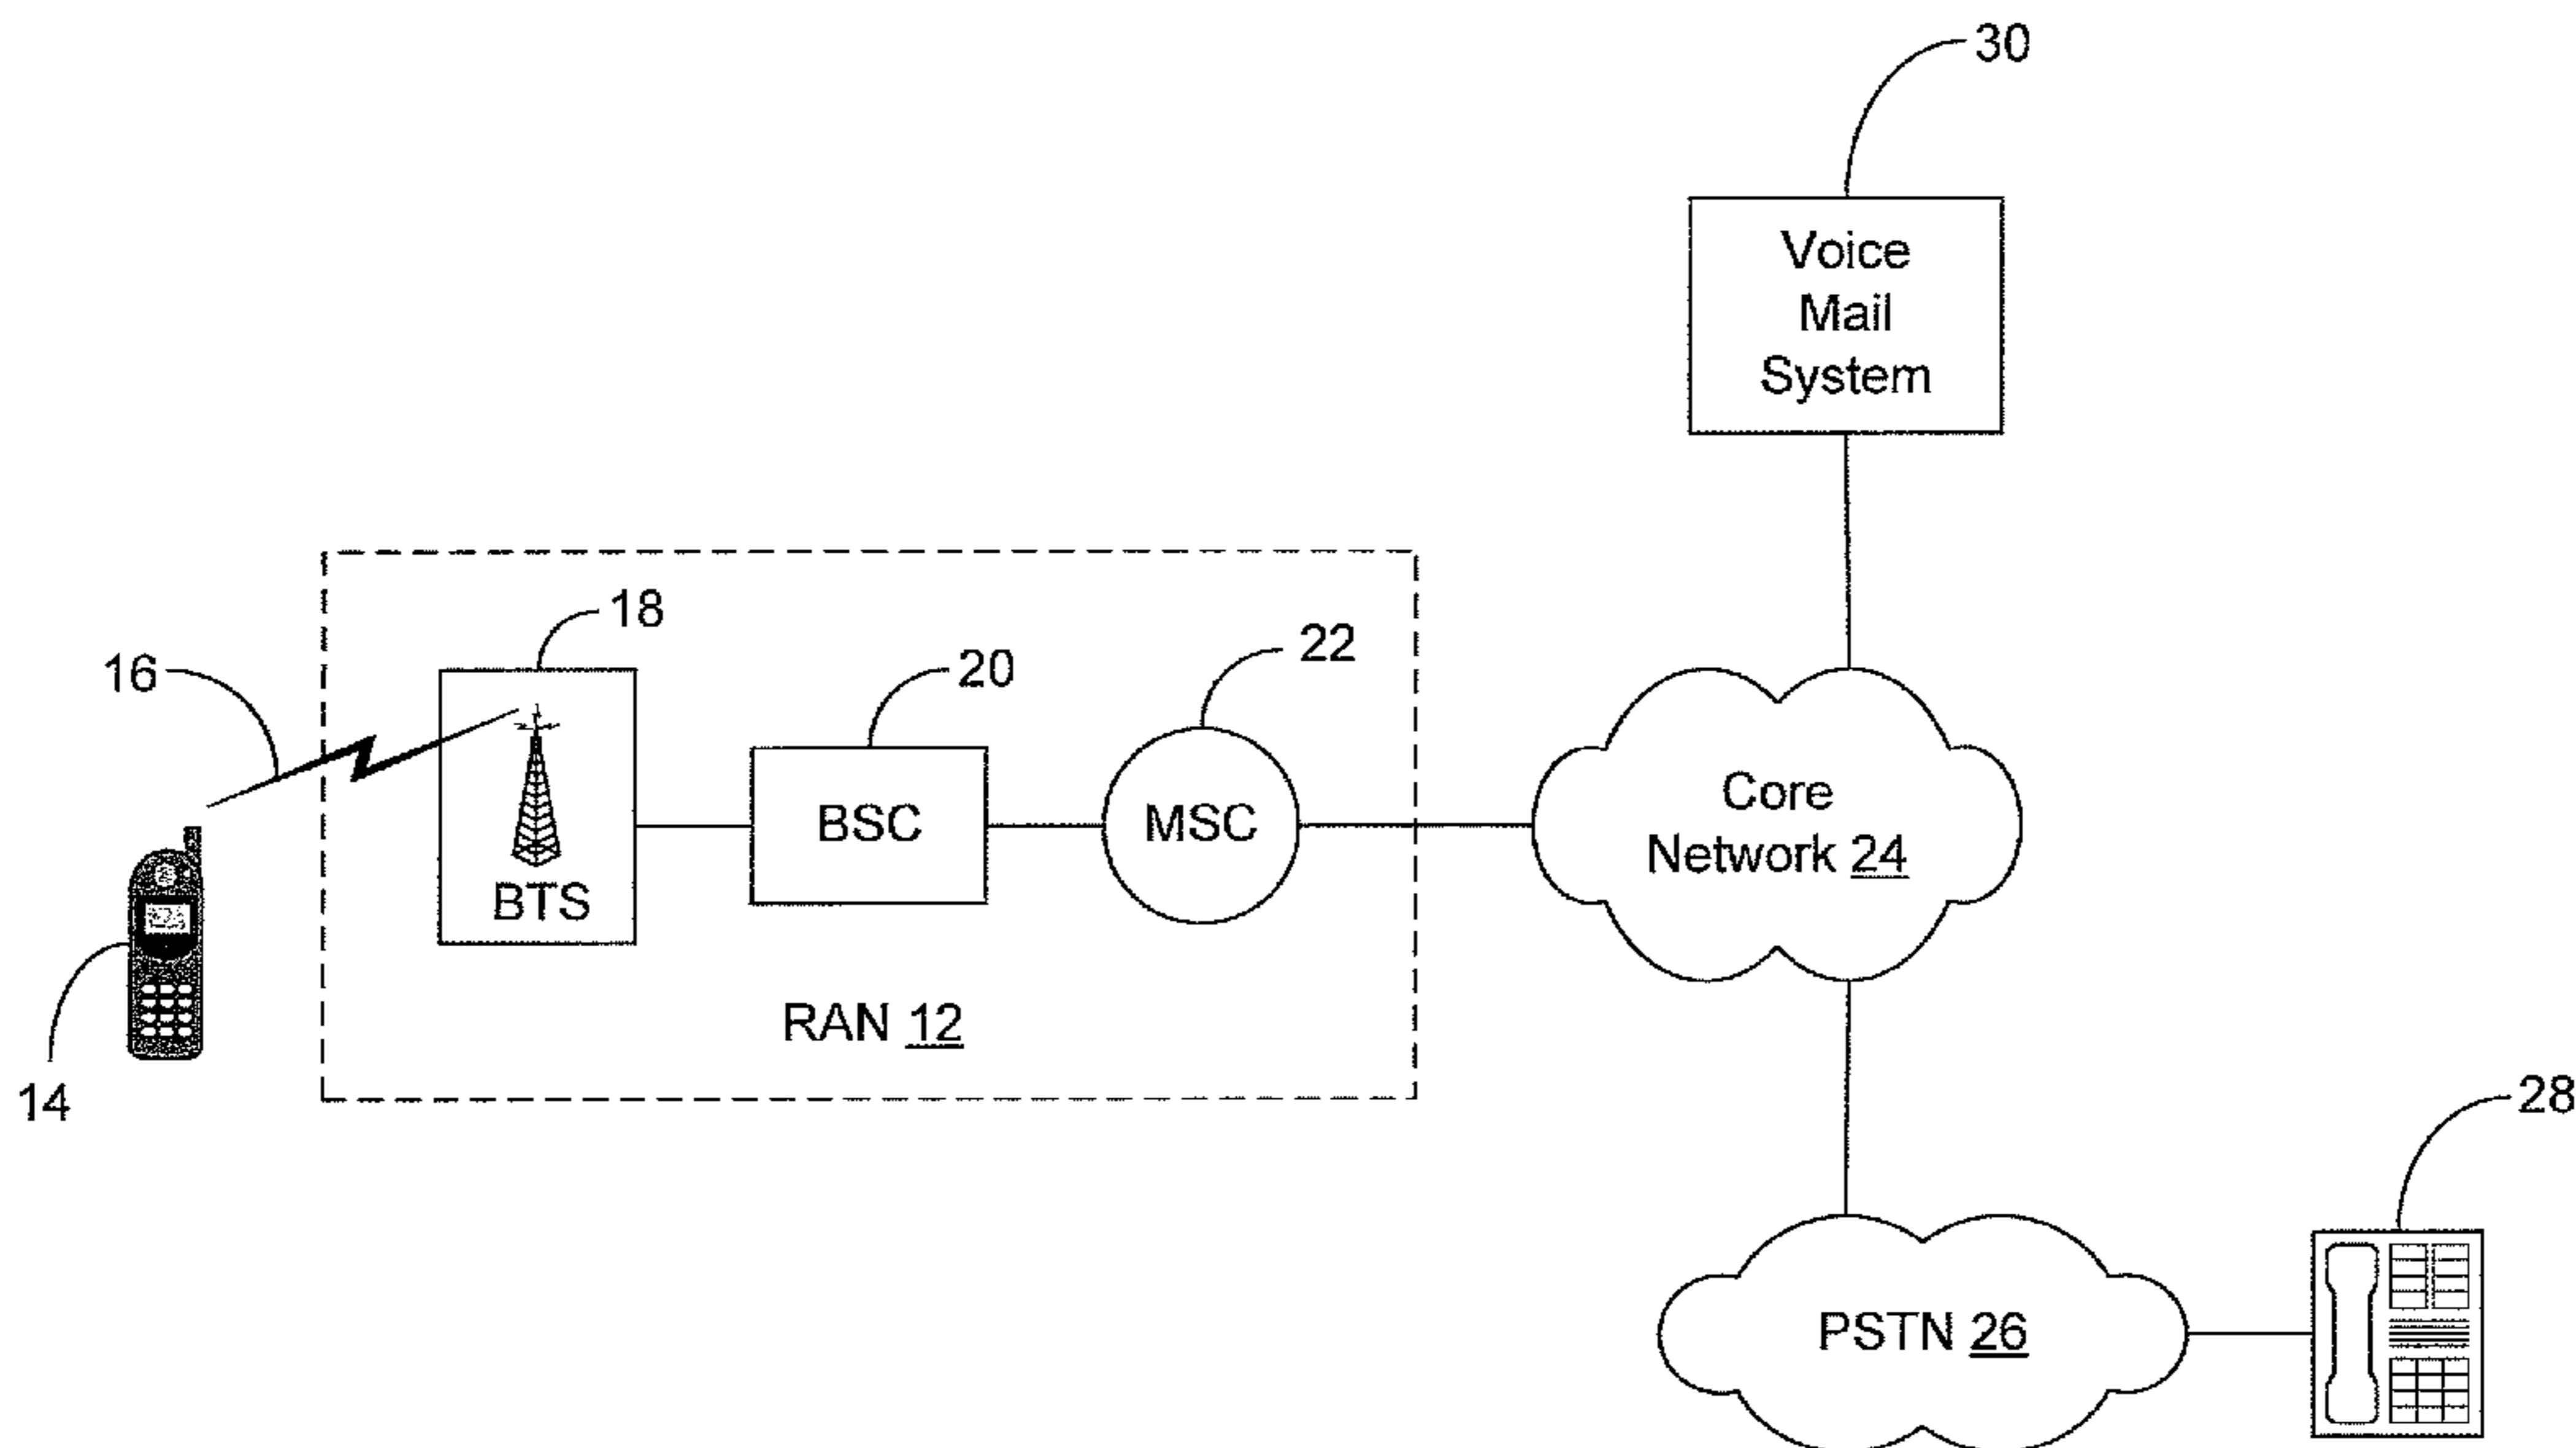 30
Voice
Mail
System
18
22
20
16
Core
Network 24
BSC
MSC
BTS
RAN 12
14
28
PSTN 26